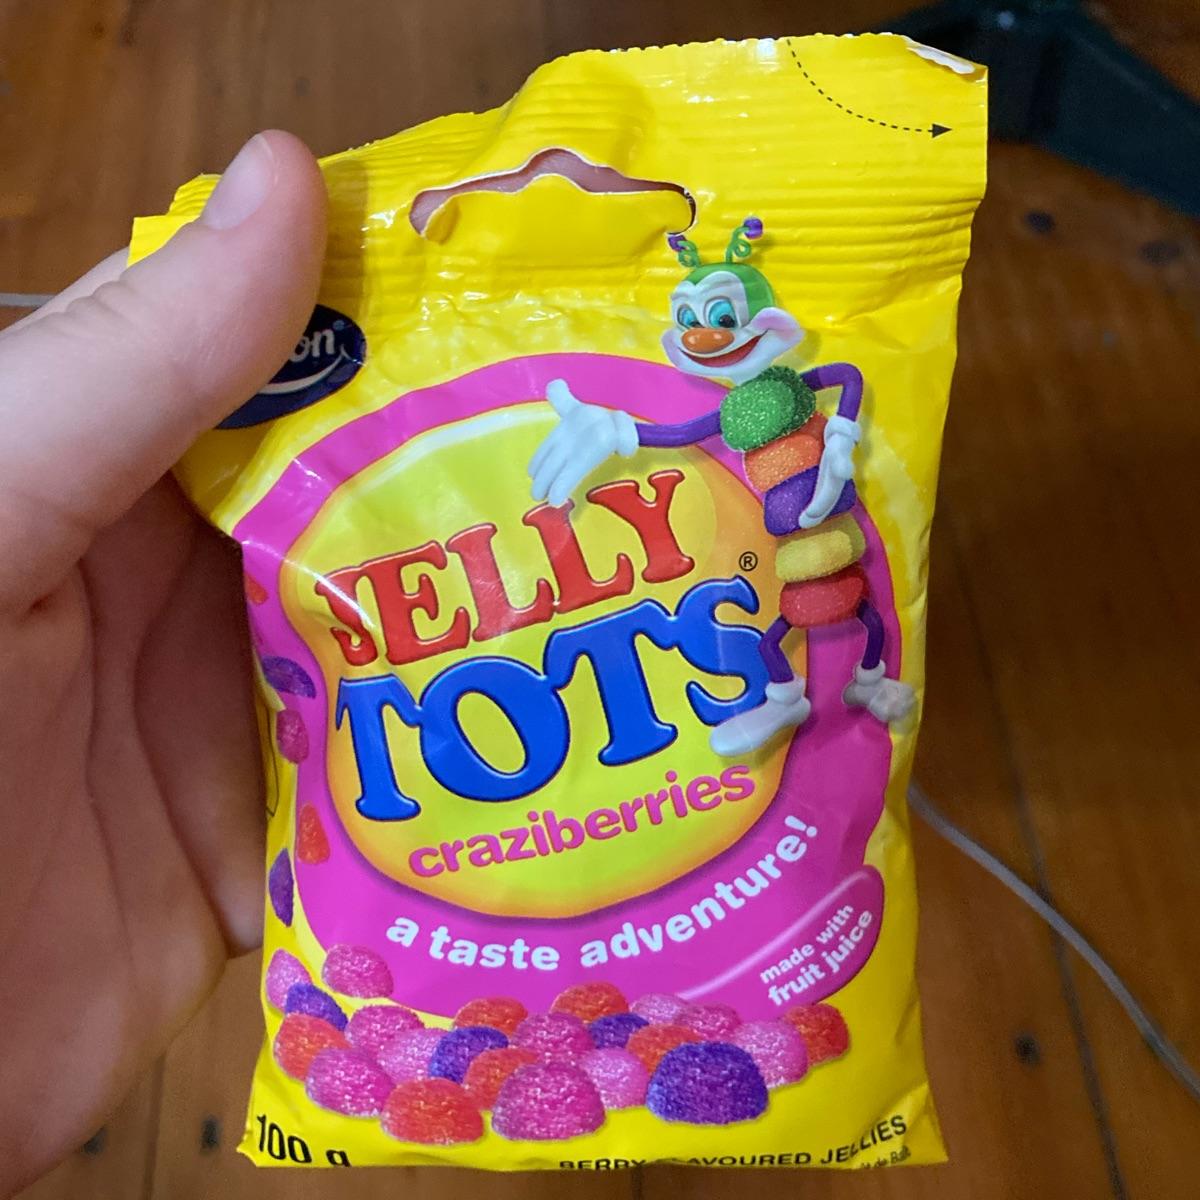 JELLY
TOTS®
craziberries
a taste adventure!
made with
fruit juice
100 g
BERRY FLAVOURED JELLIES